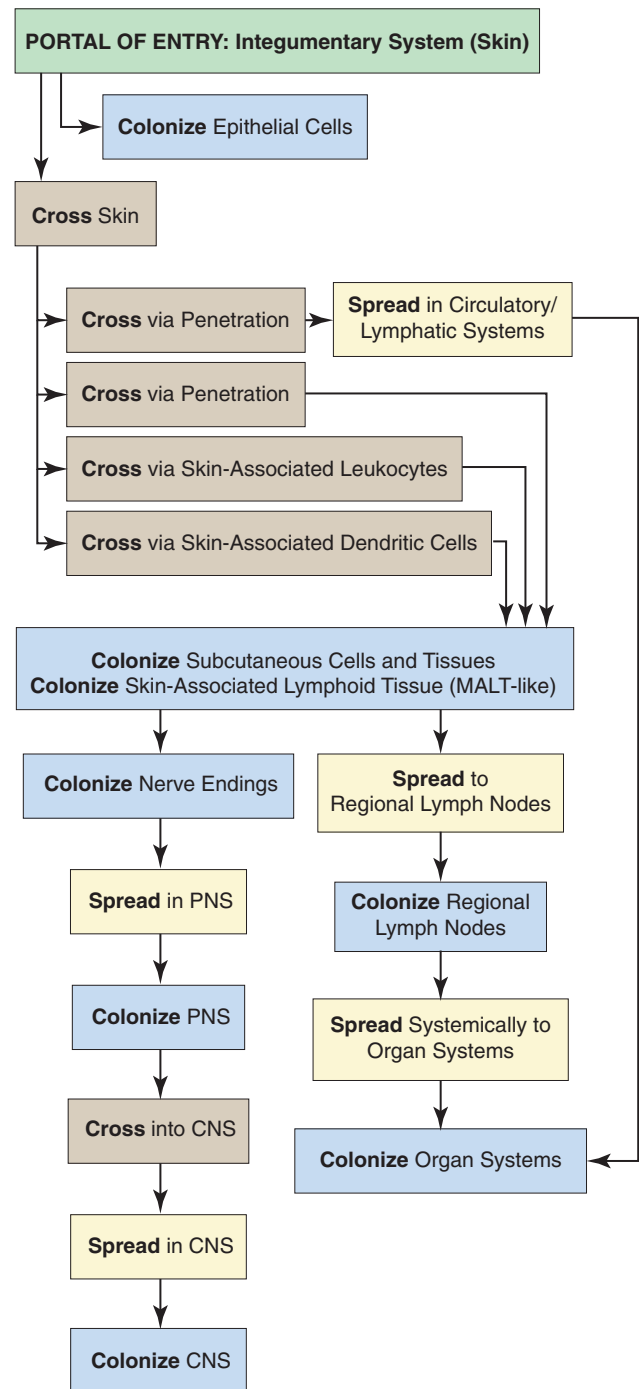 PORTAL OF ENTRY: Integumentary System (Skin)
Colonize Epithelial Cells
Cross Skin
Cross via Penetration
Spread in Circulatory/
Lymphatic Systems
Cross via Penetration
Cross via Skin-Associated Leukocytes
Cross via Skin-Associated Dendritic Cells
Colonize Subcutaneous Cells and Tissues
Colonize Skin-Associated Lymphoid Tissue (MALT-like)
Colonize Nerve Endings
Spread in PNS
Colonize PNS
Cross into CNS
Spread in CNS
Colonize CNS
Spread to
Regional Lymph Nodes
Colonize Regional
Lymph Nodes
Spread Systemically to
Organ Systems
Colonize Organ Systems